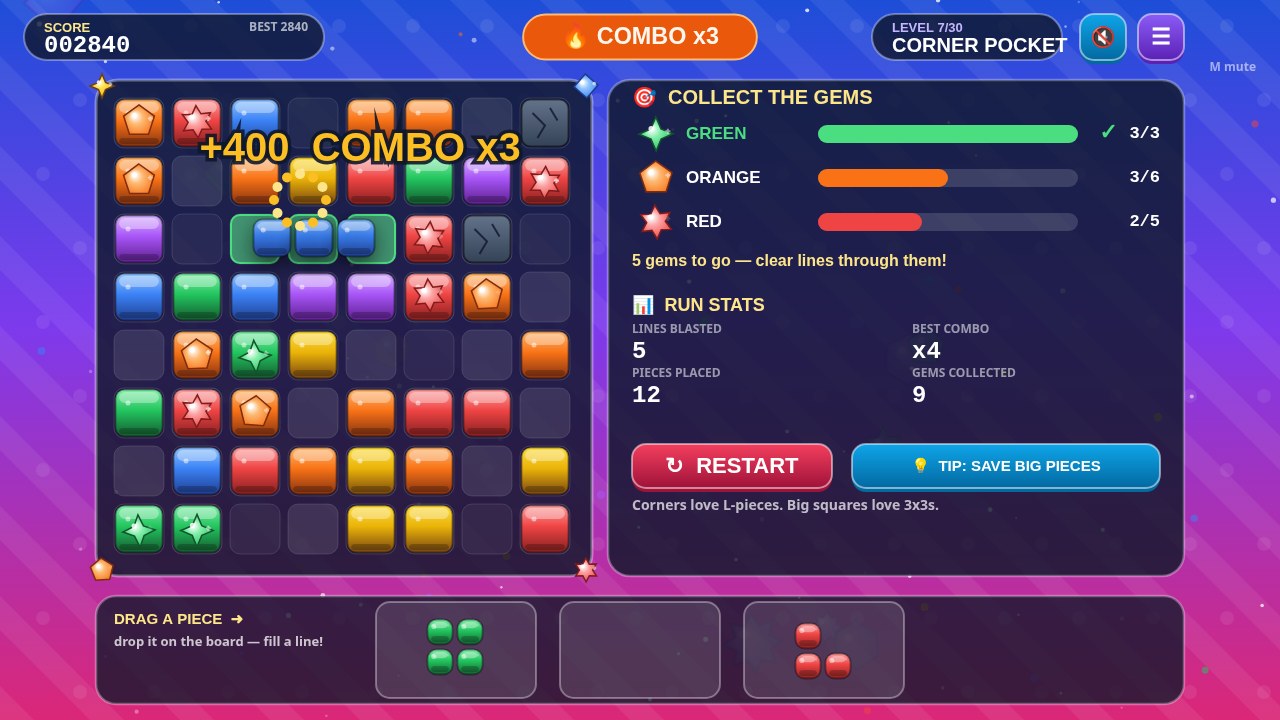 SCORE
BEST 2840
002840
🔥 COMBO x3
LEVEL 7/30
CORNER POCKET
M mute
+400 COMBO x3
COLLECT THE GEMS
GREEN ✓ 3/3
ORANGE 3/6
RED 2/5
5 gems to go — clear lines through them!
RUN STATS
LINES BLASTED
5
BEST COMBO
x4
PIECES PLACED
12
GEMS COLLECTED
9
↻ RESTART
TIP: SAVE BIG PIECES
Corners love L-pieces. Big squares love 3x3s.
DRAG A PIECE ➜
drop it on the board — fill a line!